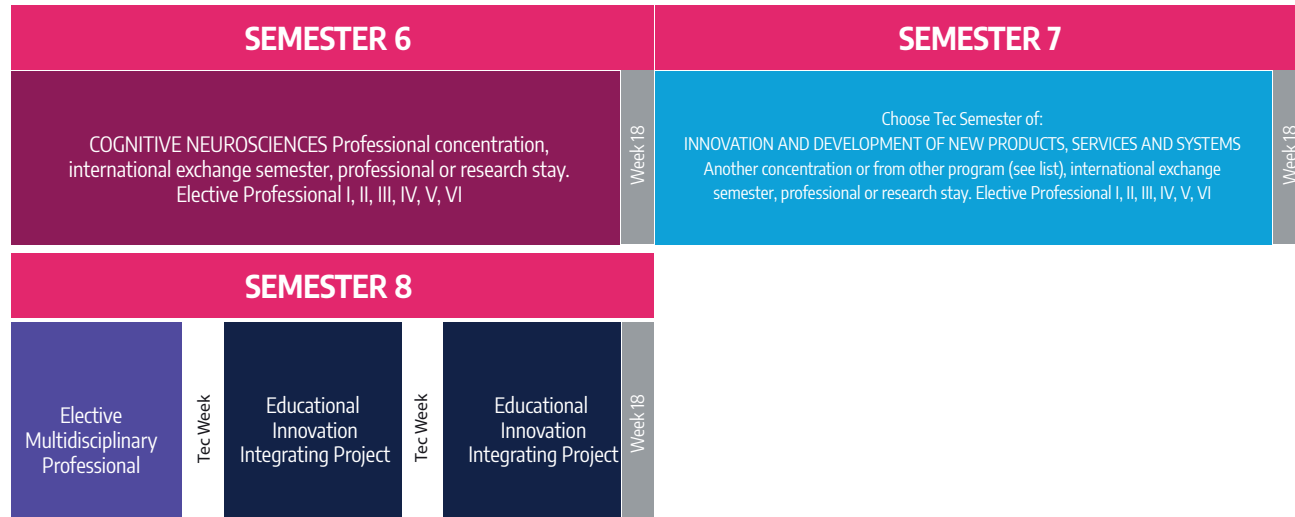 SEMESTER 6
COGNITIVE NEUROSCIENCES Professional concentration,
international exchange semester, professional or research stay.
Elective Professional I, II, III, IV, V, VI
Week 18
SEMESTER 7
Choose Tec Semester of:
INNOVATION AND DEVELOPMENT OF NEW PRODUCTS, SERVICES AND SYSTEMS
Another concentration or from other program (see list), international exchange
semester, professional or research stay. Elective Professional I, II, III, IV, V, VI
Week 18
SEMESTER 8
Elective
Multidisciplinary
Professional
Tec Week
Educational
Innovation
Integrating Project
Tec Week
Educational
Innovation
Integrating Project
Week 18